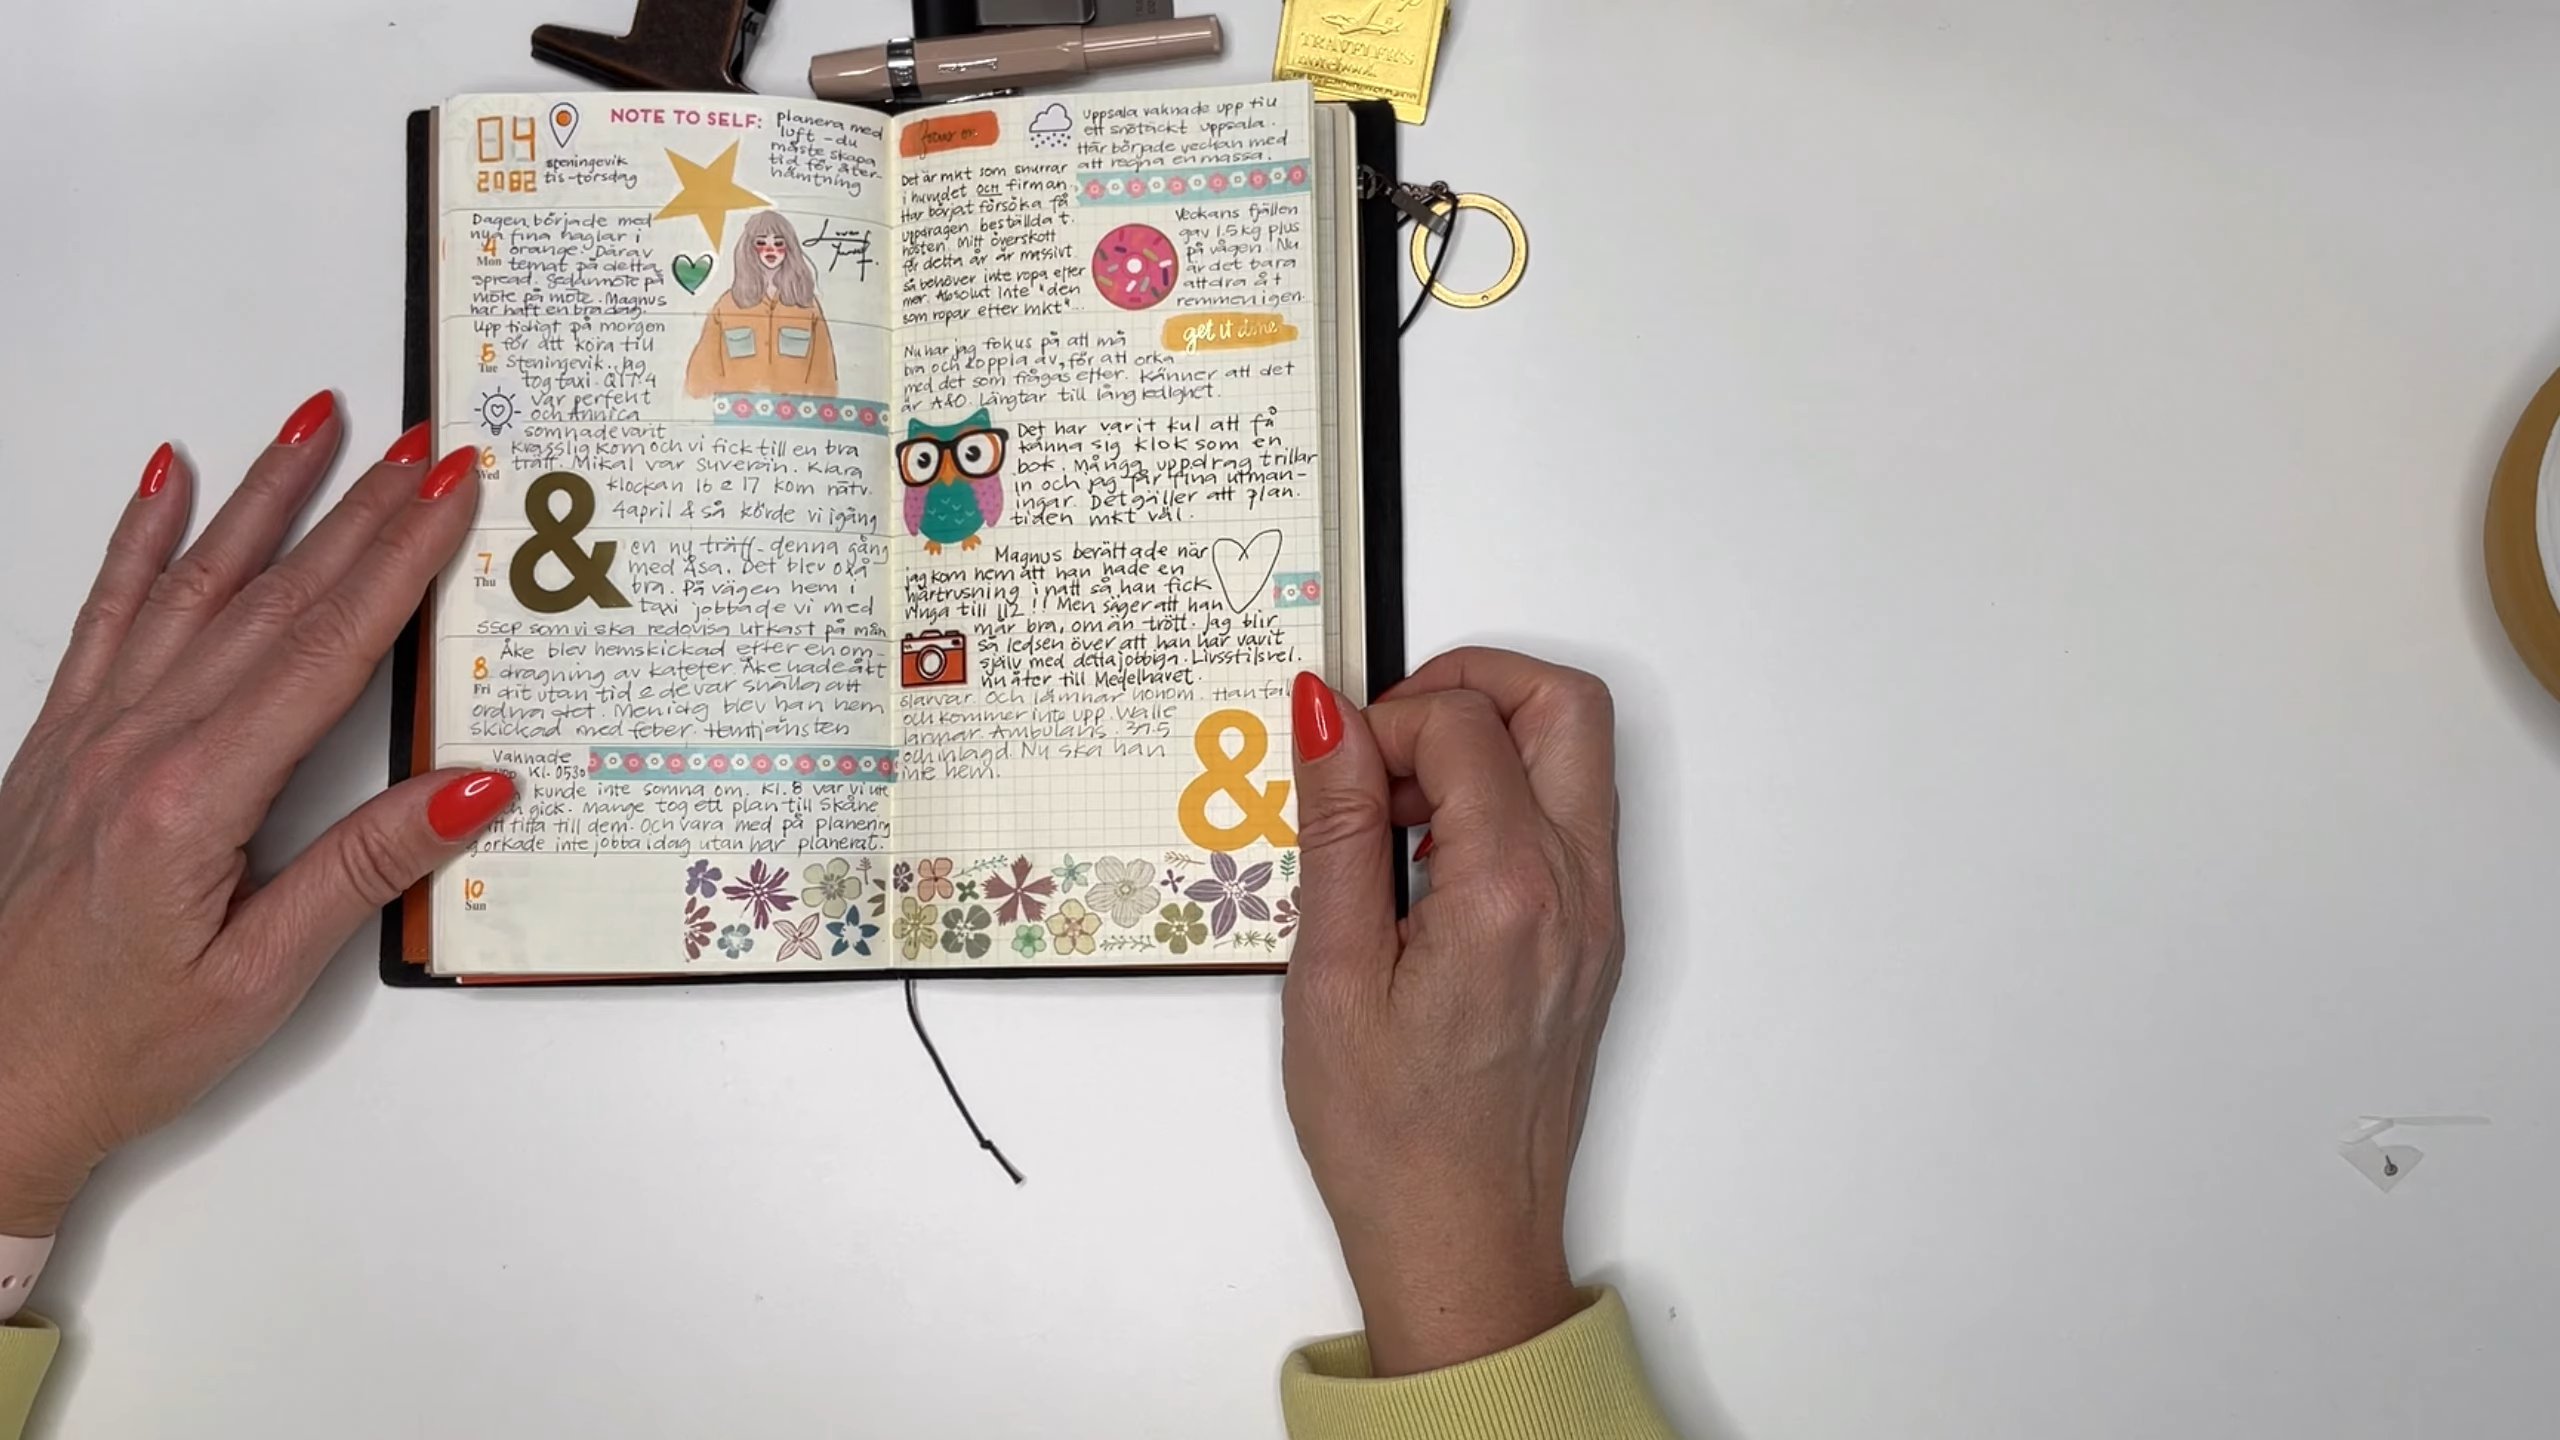 TRAVELER'S
notebook
04
2082
steningevik
tis-torsdag
NOTE TO SELF:
planera med
luft - du
måste skapa
tid för åter-
hämtning
Dagen började med
nya fina naglar i
4 orange. Därav
Mon temat på detta
spread. Sedan möte på
möte på möte. Magnus
har haft en bra dag.
Upp tidigt på morgon
för att köra till
5 Steningevik. Jag
Tue tog taxi. Q17:4
var perfekt
och Annica
somnade varit
6 Krasslig kom och vi fick till en bra
Wed träff. Mikal var suverän. Klara
klockan 16 & 17 kom nätv.
4 april & så körde vi igång
&
7 en ny träff - denna gång
Thu med Åsa. Det blev också
bra. På vägen hem i
taxi jobbade vi med
SSCP som vi ska redovisa utkast på mån
Åke blev hemskickad efter en om-
8 dragning av kateter. Åke hade åkt
Fri dit utan tid & de var snälla att
ordna det. Men idag blev han hem
skickad med feber. Hemtjänsten
Vaknade
upp Kl. 0530
kunde inte somna om. Kl. 8 var vi ute
och gick. Mange tog ett plan till Skåne
att titta till dem. Och vara med på planering
orkade inte jobba idag utan har planerat.
10
Sun
focus on
Uppsala vaknade upp till
ett snötäckt uppsala.
Här började veckan med
att regna en massa.
Det är mkt som snurrar
i huvudet och firman.
Har börjat försöka få
uppdragen beställda t.
hösten. Mitt överskott
för detta år är massivt
så behöver inte ropa efter
mer. Absolut inte "den
som ropar efter mkt"...
Veckans fjällen
gav 1.5 kg plus
på vågen. Nu
är det bara
att dra åt
remmen igen.
get it done
Nu har jag fokus på att må
bra och koppla av, för att orka
med det som frågas efter. Känner att det
är A&O. Längtar till lång ledighet.
Det har varit kul att få
känna sig klok som en
bok. Många uppdrag trillar
in och jag får fina utman-
ingar. Det gäller att plan.
tiden mkt väl.
Magnus berättade när
jag kom hem att han hade en
hjärtrusning i natt så han fick
ringa till 112!! Men säger att han
mår bra, om än trött. Jag blir
så ledsen över att han har varit
själv med detta jobbiga. Livsstilsvel.
nu åter till Medelhavet.
slarvar. Och lämnar honom. Han fall
och kommer inte upp. Walle
larmar. Ambulans. 37.5
och inlagd. Nu ska han
inte hem.
&